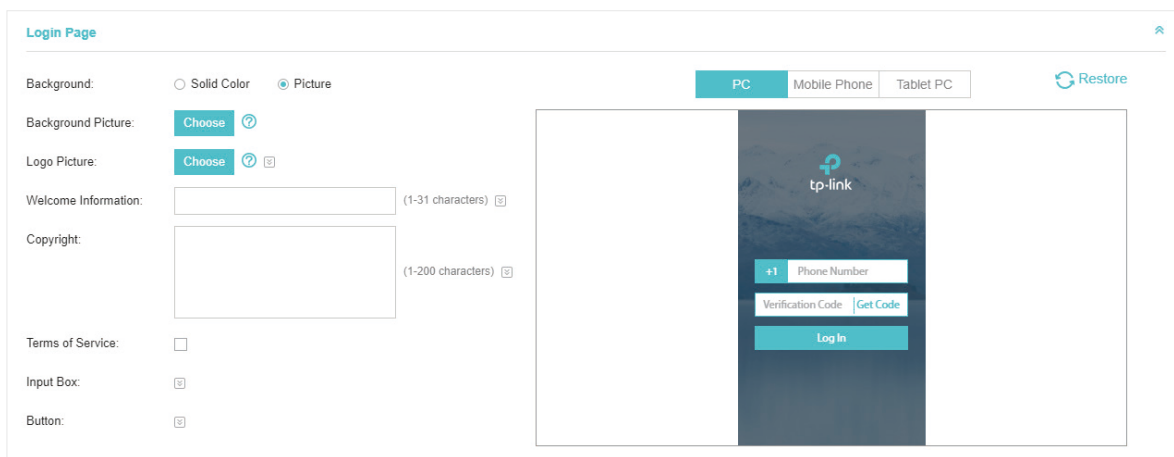 Login Page
Background:
Solid Color
Picture
Background Picture:
Choose
Logo Picture:
Choose
Welcome Information:
(1-31 characters)
Copyright:
(1-200 characters)
Terms of Service:
Input Box:
Button:
PC
Mobile Phone
Tablet PC
Restore
tp-link
+1 Phone Number
Verification Code Get Code
Log In